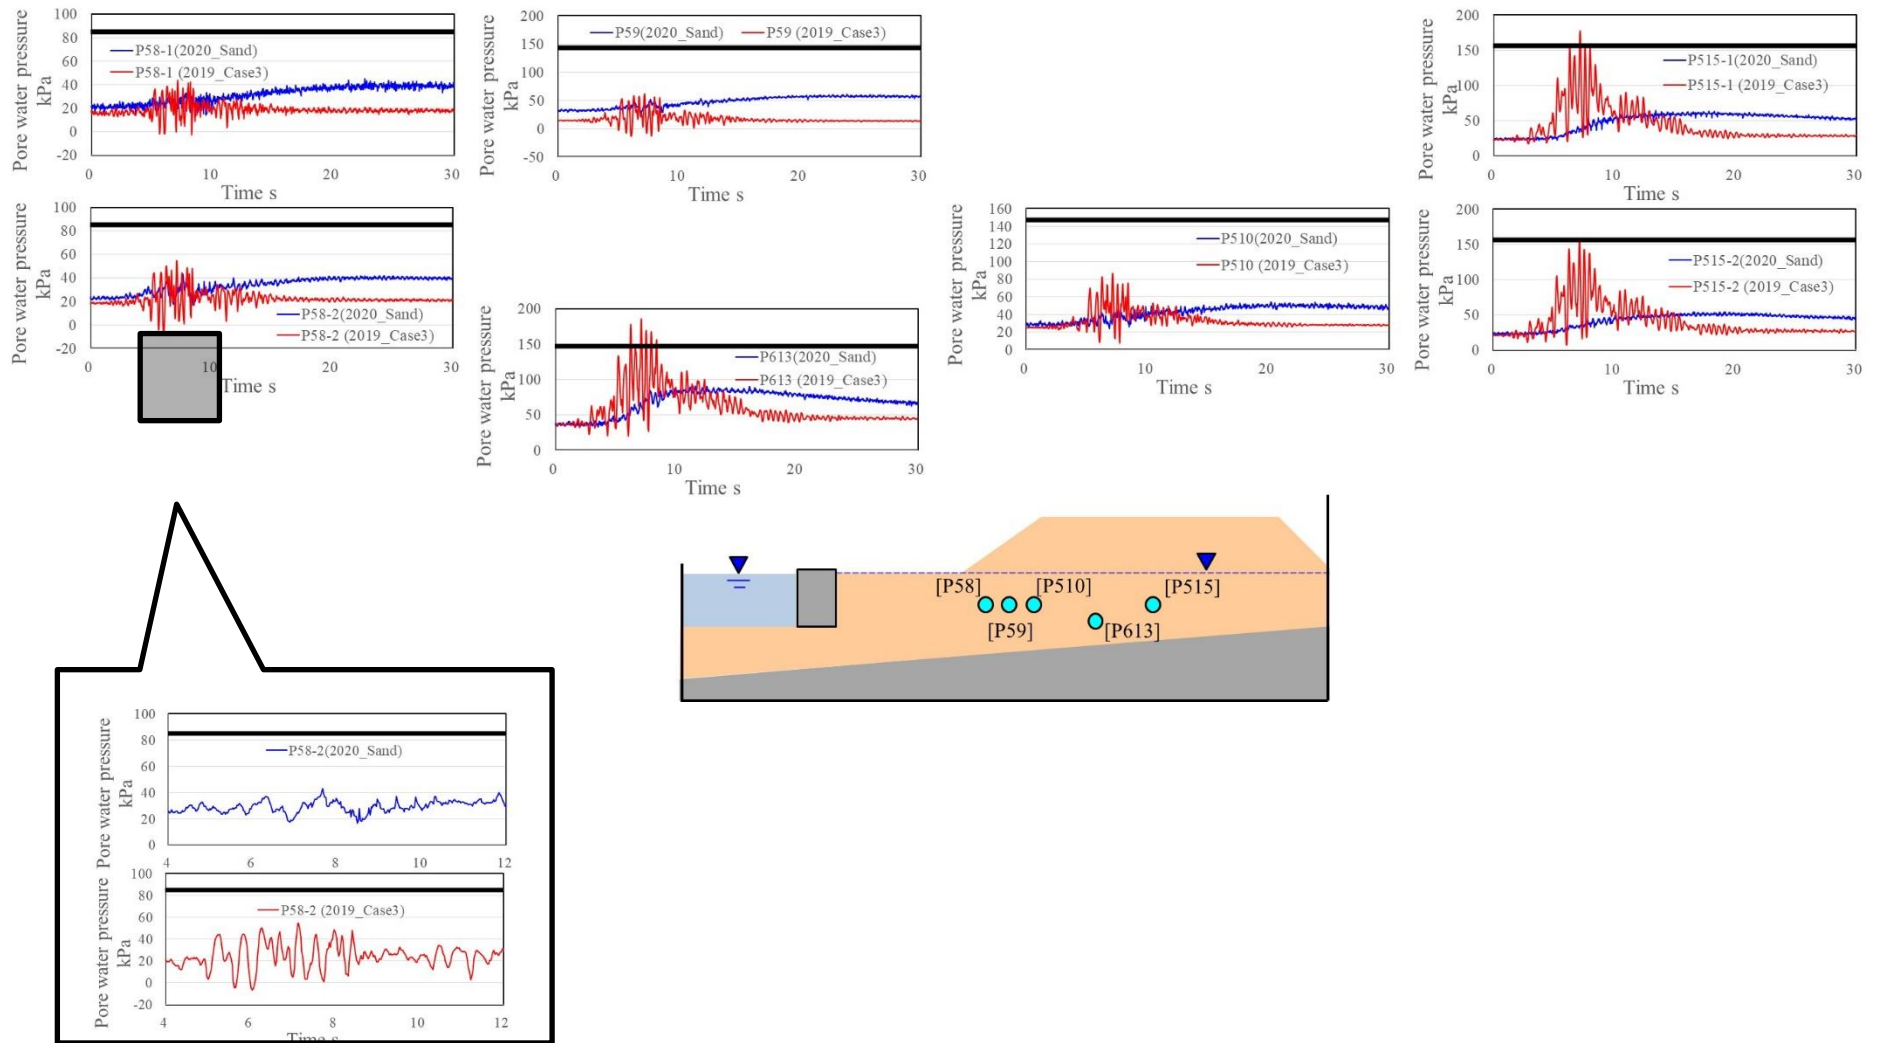 Pore water pressure
kPa
100
80
60
40
20
0
-20
P58-1(2020_Sand)
P58-1 (2019_Case3)
0
10
20
30
Time s
Pore water pressure
kPa
200
150
100
50
0
-50
P59(2020_Sand)
P59 (2019_Case3)
0
10
20
30
Time s
Pore water pressure
kPa
200
150
100
50
0
P515-1(2020_Sand)
P515-1 (2019_Case3)
0
10
20
30
Time s
Pore water pressure
kPa
100
80
60
40
20
0
-20
P58-2(2020_Sand)
P58-2 (2019_Case3)
0
10
20
30
Time s
Pore water pressure
kPa
200
150
100
50
0
P613(2020_Sand)
P613 (2019_Case3)
0
10
20
30
Time s
Pore water pressure
kPa
160
140
120
100
80
60
40
20
0
P510(2020_Sand)
P510 (2019_Case3)
0
10
20
30
Time s
Pore water pressure
kPa
200
150
100
50
0
P515-2(2020_Sand)
P515-2 (2019_Case3)
0
10
20
30
Time s
[P58]
[P510]
[P515]
[P59]
[P613]
Pore water pressure
kPa
100
80
60
40
20
0
P58-2(2020_Sand)
4
6
8
10
12
Pore water pressure
kPa
100
80
60
40
20
0
-20
P58-2 (2019_Case3)
4
6
8
10
12
Time s